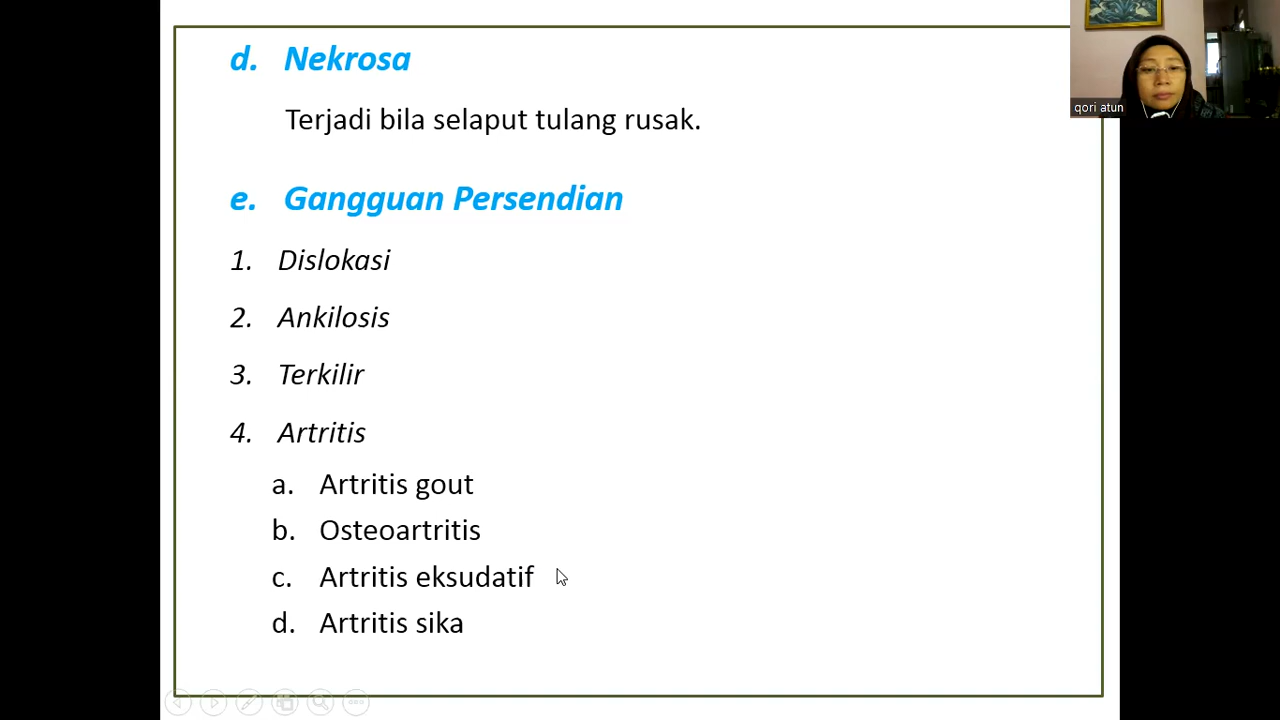 d. Nekrosa
Terjadi bila selaput tulang rusak.
e. Gangguan Persendian
1. Dislokasi
2. Ankilosis
3. Terkilir
4. Artritis
a. Artritis gout
b. Osteoartritis
c. Artritis eksudatif
d. Artritis sika
qori atun